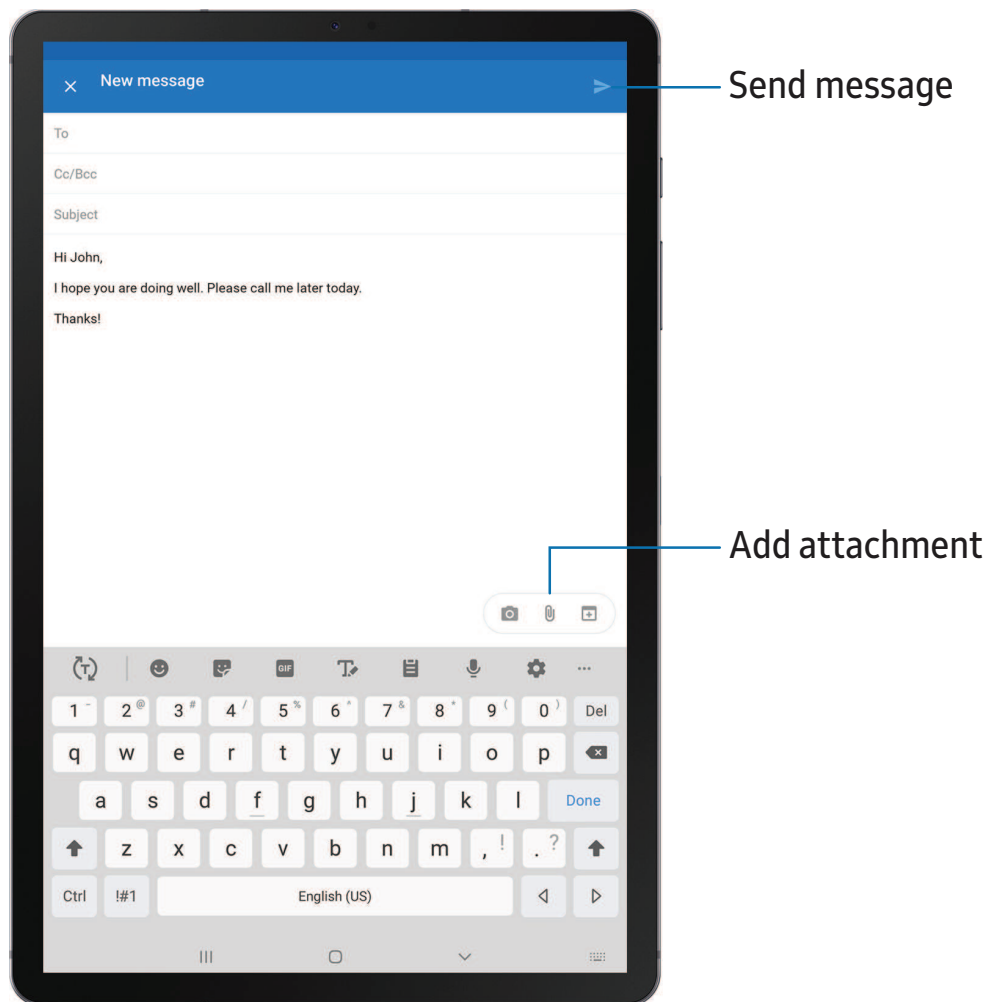 New message
Send message
To
Cc/Bcc
Subject
Hi John,
I hope you are doing well. Please call me later today.
Thanks!
Add attachment
T GIF T
1 - 2 @ 3 # 4 / 5 % 6 ^ 7 & 8 * 9 ( 0 ) Del
q w e r t y u i o p
a s d f g h j k l Done
z x c v b n m , ! . ?
Ctrl !#1 English (US)